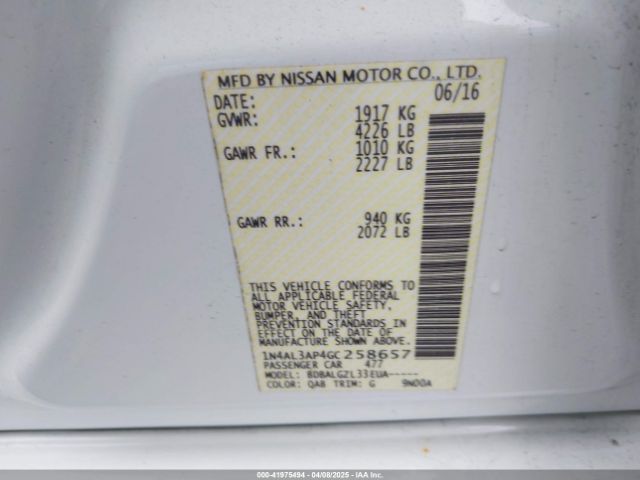 MFD BY NISSAN MOTOR CO., LTD.
DATE: 06/16
GVWR: 1917 KG
4226 LB
GAWR FR.: 1010 KG
2227 LB
GAWR RR.: 940 KG
2072 LB
THIS VEHICLE CONFORMS TO
ALL APPLICABLE FEDERAL
MOTOR VEHICLE SAFETY,
BUMPER, AND THEFT
PREVENTION STANDARDS IN
EFFECT ON THE DATE OF
MANUFACTURE SHOWN ABOVE.
1N4AL3AP4GC258657
PASSENGER CAR 477
MODEL: BDBALGZL33EUA-----
COLOR: QAB TRIM: G 9N00A
000-41975494 - 04/08/2025 - IAA Inc.